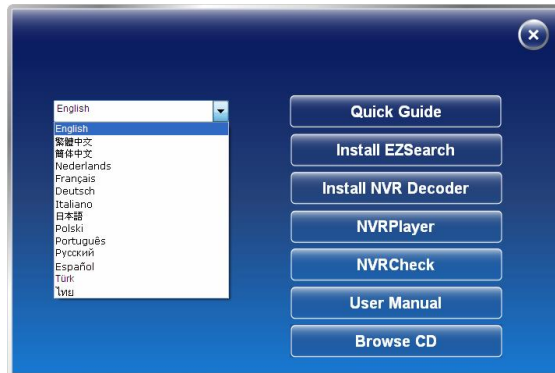 English
English
繁體中文
簡体中文
Nederlands
Français
Deutsch
Italiano
日本語
Polski
Português
Русский
Español
Türk
ไทย
Quick Guide
Install EZSearch
Install NVR Decoder
NVRPlayer
NVRCheck
User Manual
Browse CD